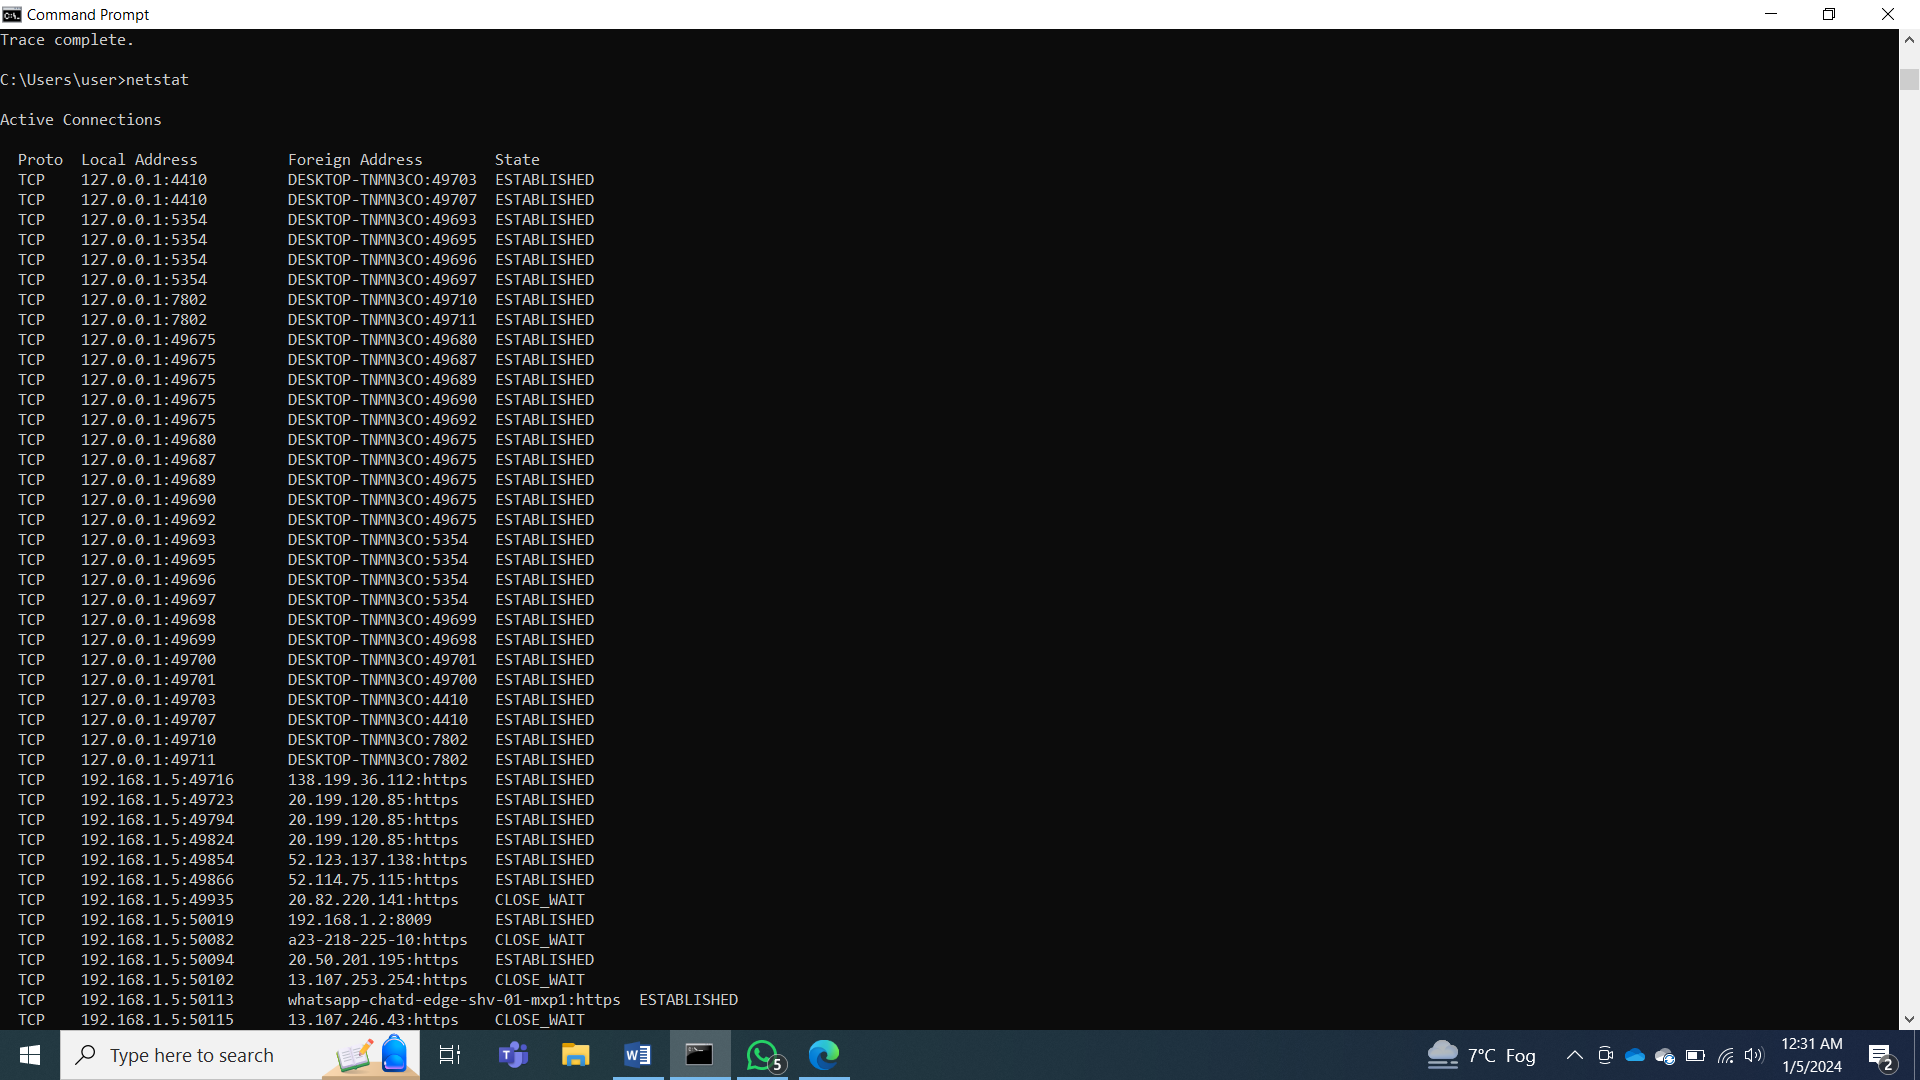 Command Prompt
Trace complete.
C:\Users\user>netstat
Active Connections
Proto  Local Address          Foreign Address        State
TCP    127.0.0.1:4410         DESKTOP-TNMN3CO:49703  ESTABLISHED
TCP    127.0.0.1:4410         DESKTOP-TNMN3CO:49707  ESTABLISHED
TCP    127.0.0.1:5354         DESKTOP-TNMN3CO:49693  ESTABLISHED
TCP    127.0.0.1:5354         DESKTOP-TNMN3CO:49695  ESTABLISHED
TCP    127.0.0.1:5354         DESKTOP-TNMN3CO:49696  ESTABLISHED
TCP    127.0.0.1:5354         DESKTOP-TNMN3CO:49697  ESTABLISHED
TCP    127.0.0.1:7802         DESKTOP-TNMN3CO:49710  ESTABLISHED
TCP    127.0.0.1:7802         DESKTOP-TNMN3CO:49711  ESTABLISHED
TCP    127.0.0.1:49675        DESKTOP-TNMN3CO:49680  ESTABLISHED
TCP    127.0.0.1:49675        DESKTOP-TNMN3CO:49687  ESTABLISHED
TCP    127.0.0.1:49675        DESKTOP-TNMN3CO:49689  ESTABLISHED
TCP    127.0.0.1:49675        DESKTOP-TNMN3CO:49690  ESTABLISHED
TCP    127.0.0.1:49675        DESKTOP-TNMN3CO:49692  ESTABLISHED
TCP    127.0.0.1:49680        DESKTOP-TNMN3CO:49675  ESTABLISHED
TCP    127.0.0.1:49687        DESKTOP-TNMN3CO:49675  ESTABLISHED
TCP    127.0.0.1:49689        DESKTOP-TNMN3CO:49675  ESTABLISHED
TCP    127.0.0.1:49690        DESKTOP-TNMN3CO:49675  ESTABLISHED
TCP    127.0.0.1:49692        DESKTOP-TNMN3CO:49675  ESTABLISHED
TCP    127.0.0.1:49693        DESKTOP-TNMN3CO:5354   ESTABLISHED
TCP    127.0.0.1:49695        DESKTOP-TNMN3CO:5354   ESTABLISHED
TCP    127.0.0.1:49696        DESKTOP-TNMN3CO:5354   ESTABLISHED
TCP    127.0.0.1:49697        DESKTOP-TNMN3CO:5354   ESTABLISHED
TCP    127.0.0.1:49698        DESKTOP-TNMN3CO:49699  ESTABLISHED
TCP    127.0.0.1:49699        DESKTOP-TNMN3CO:49698  ESTABLISHED
TCP    127.0.0.1:49700        DESKTOP-TNMN3CO:49701  ESTABLISHED
TCP    127.0.0.1:49701        DESKTOP-TNMN3CO:49700  ESTABLISHED
TCP    127.0.0.1:49703        DESKTOP-TNMN3CO:4410   ESTABLISHED
TCP    127.0.0.1:49707        DESKTOP-TNMN3CO:4410   ESTABLISHED
TCP    127.0.0.1:49710        DESKTOP-TNMN3CO:7802   ESTABLISHED
TCP    127.0.0.1:49711        DESKTOP-TNMN3CO:7802   ESTABLISHED
TCP    192.168.1.5:49716      138.199.36.112:https   ESTABLISHED
TCP    192.168.1.5:49723      20.199.120.85:https    ESTABLISHED
TCP    192.168.1.5:49794      20.199.120.85:https    ESTABLISHED
TCP    192.168.1.5:49824      20.199.120.85:https    ESTABLISHED
TCP    192.168.1.5:49854      52.123.137.138:https   ESTABLISHED
TCP    192.168.1.5:49866      52.114.75.115:https    ESTABLISHED
TCP    192.168.1.5:49935      20.82.220.141:https    CLOSE_WAIT
TCP    192.168.1.5:50019      192.168.1.2:8009       ESTABLISHED
TCP    192.168.1.5:50082      a23-218-225-10:https   CLOSE_WAIT
TCP    192.168.1.5:50094      20.50.201.195:https    ESTABLISHED
TCP    192.168.1.5:50102      13.107.253.254:https   CLOSE_WAIT
TCP    192.168.1.5:50113      whatsapp-chatd-edge-shv-01-mxp1:https  ESTABLISHED
TCP    192.168.1.5:50115      13.107.246.43:https    CLOSE_WAIT
Type here to search
5
7°C Fog
12:31 AM
1/5/2024
2